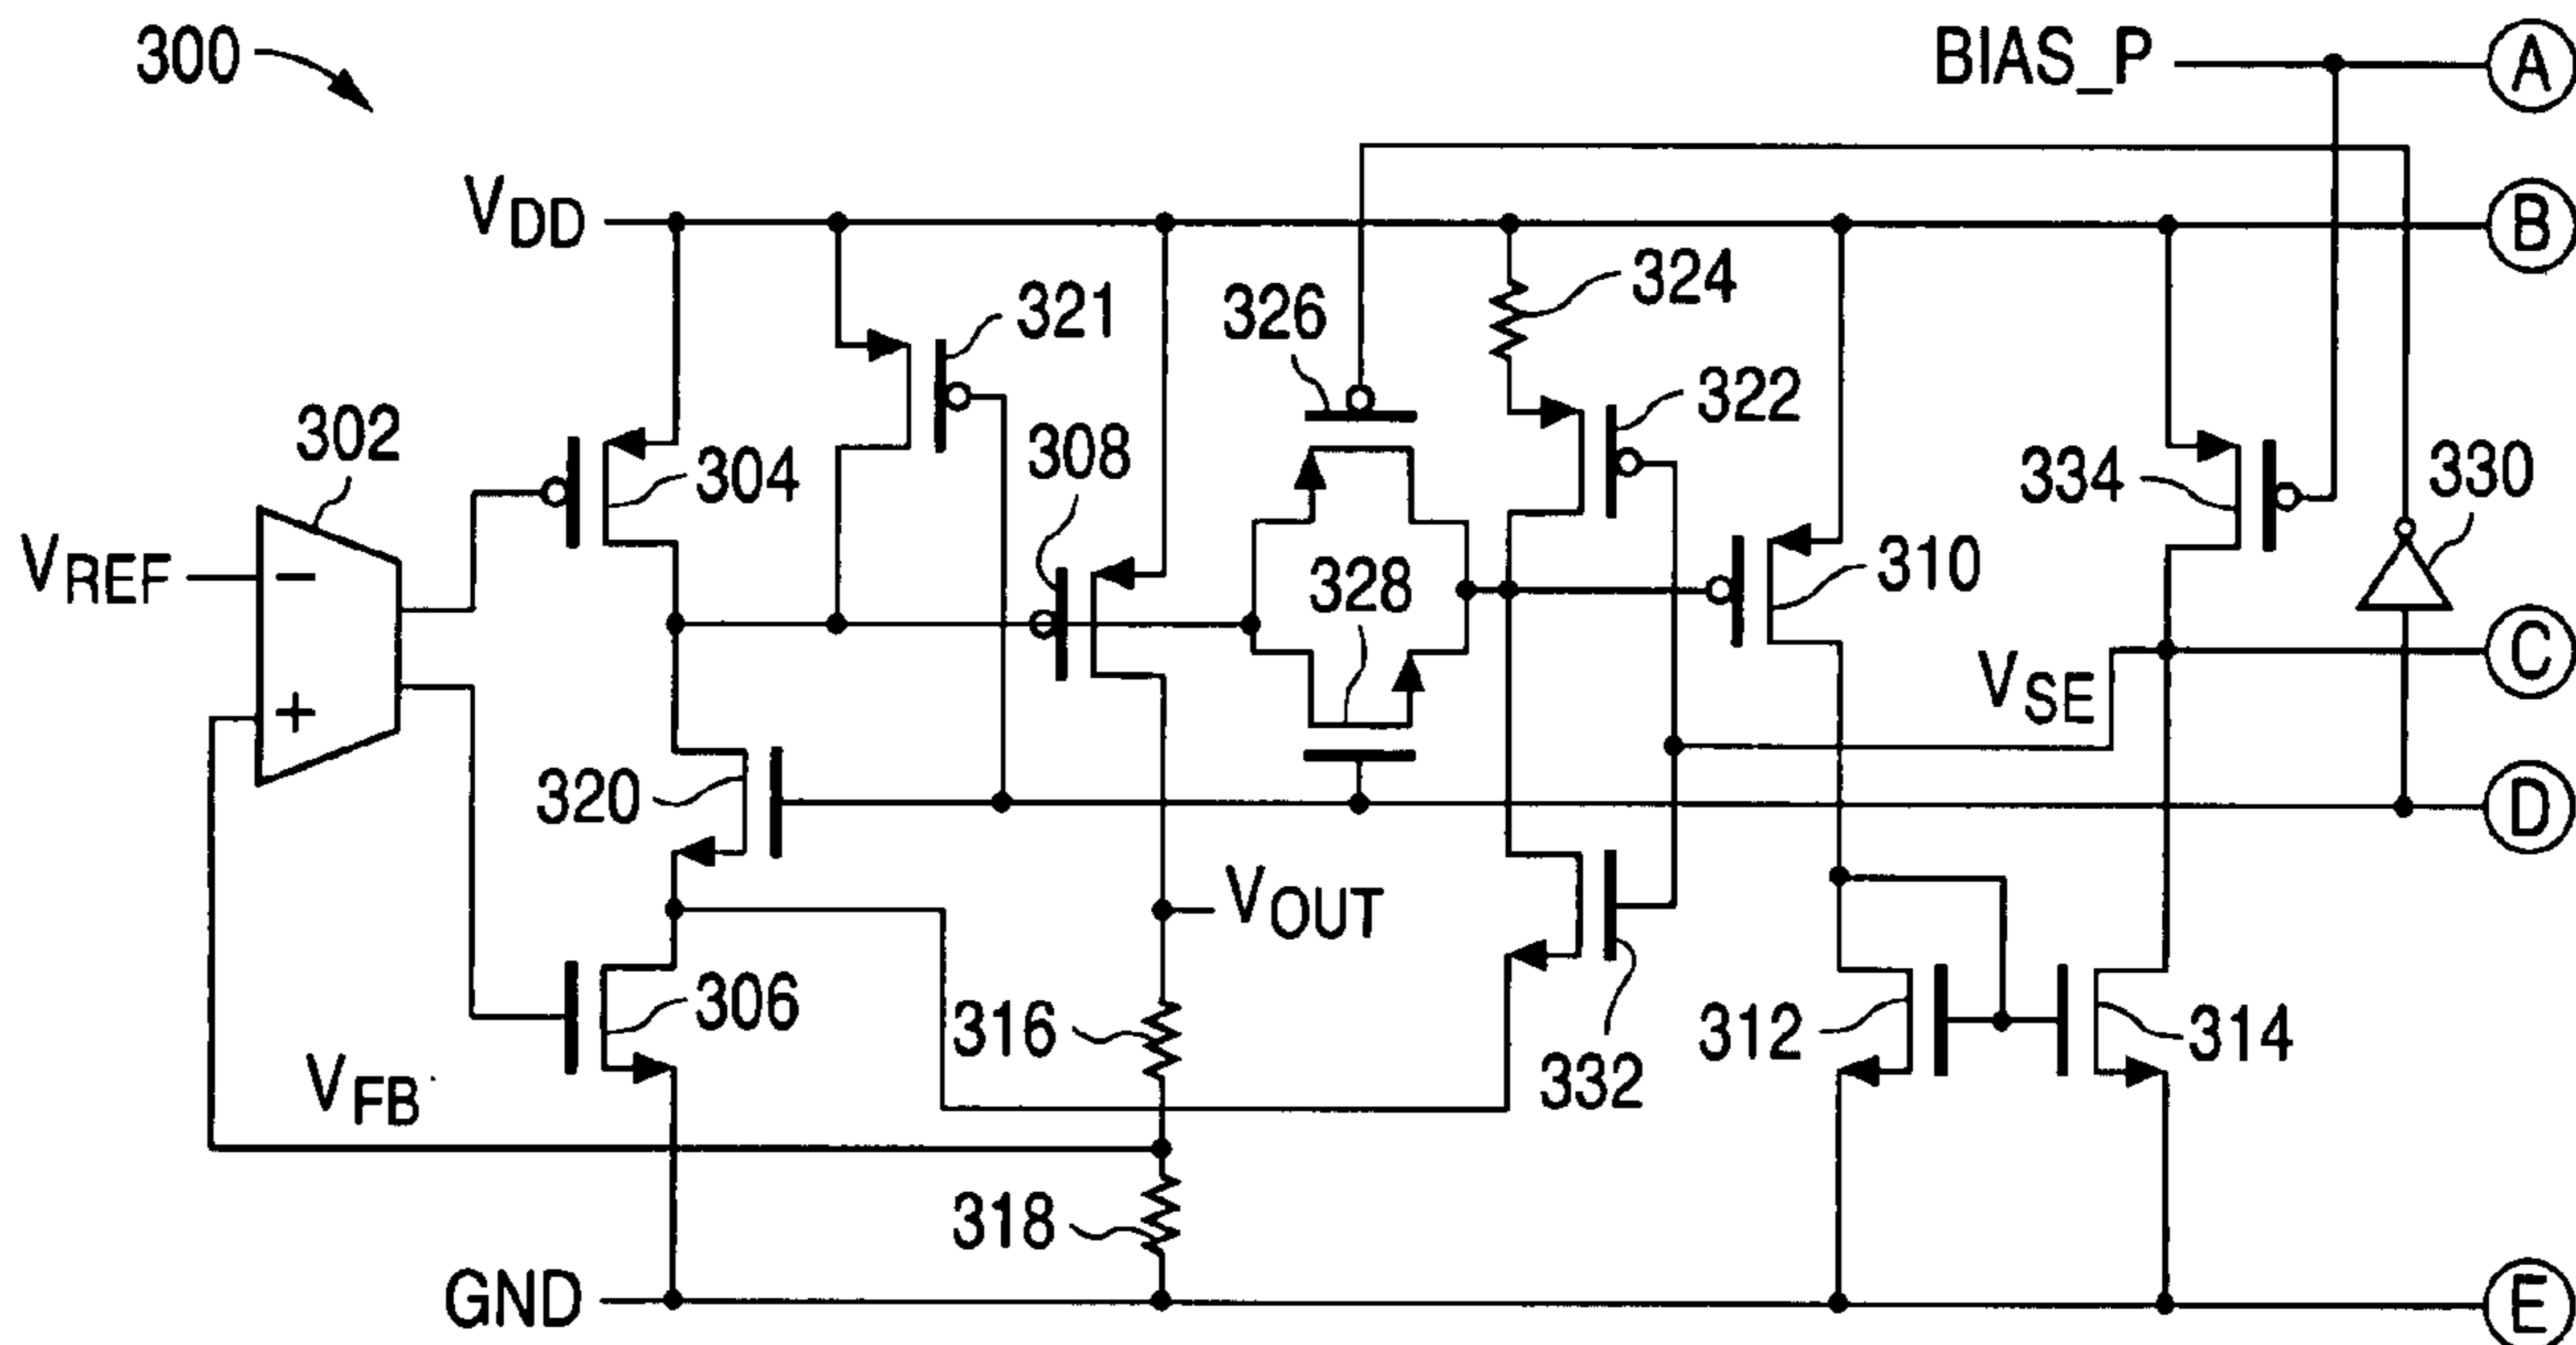 300
BIAS_P
A
VDD
B
321
324
326
322
302
308
304
334
330
VREF
−
310
328
VSE
C
+
320
D
VOUT
306
316
312
314
VFB
332
318
GND
E